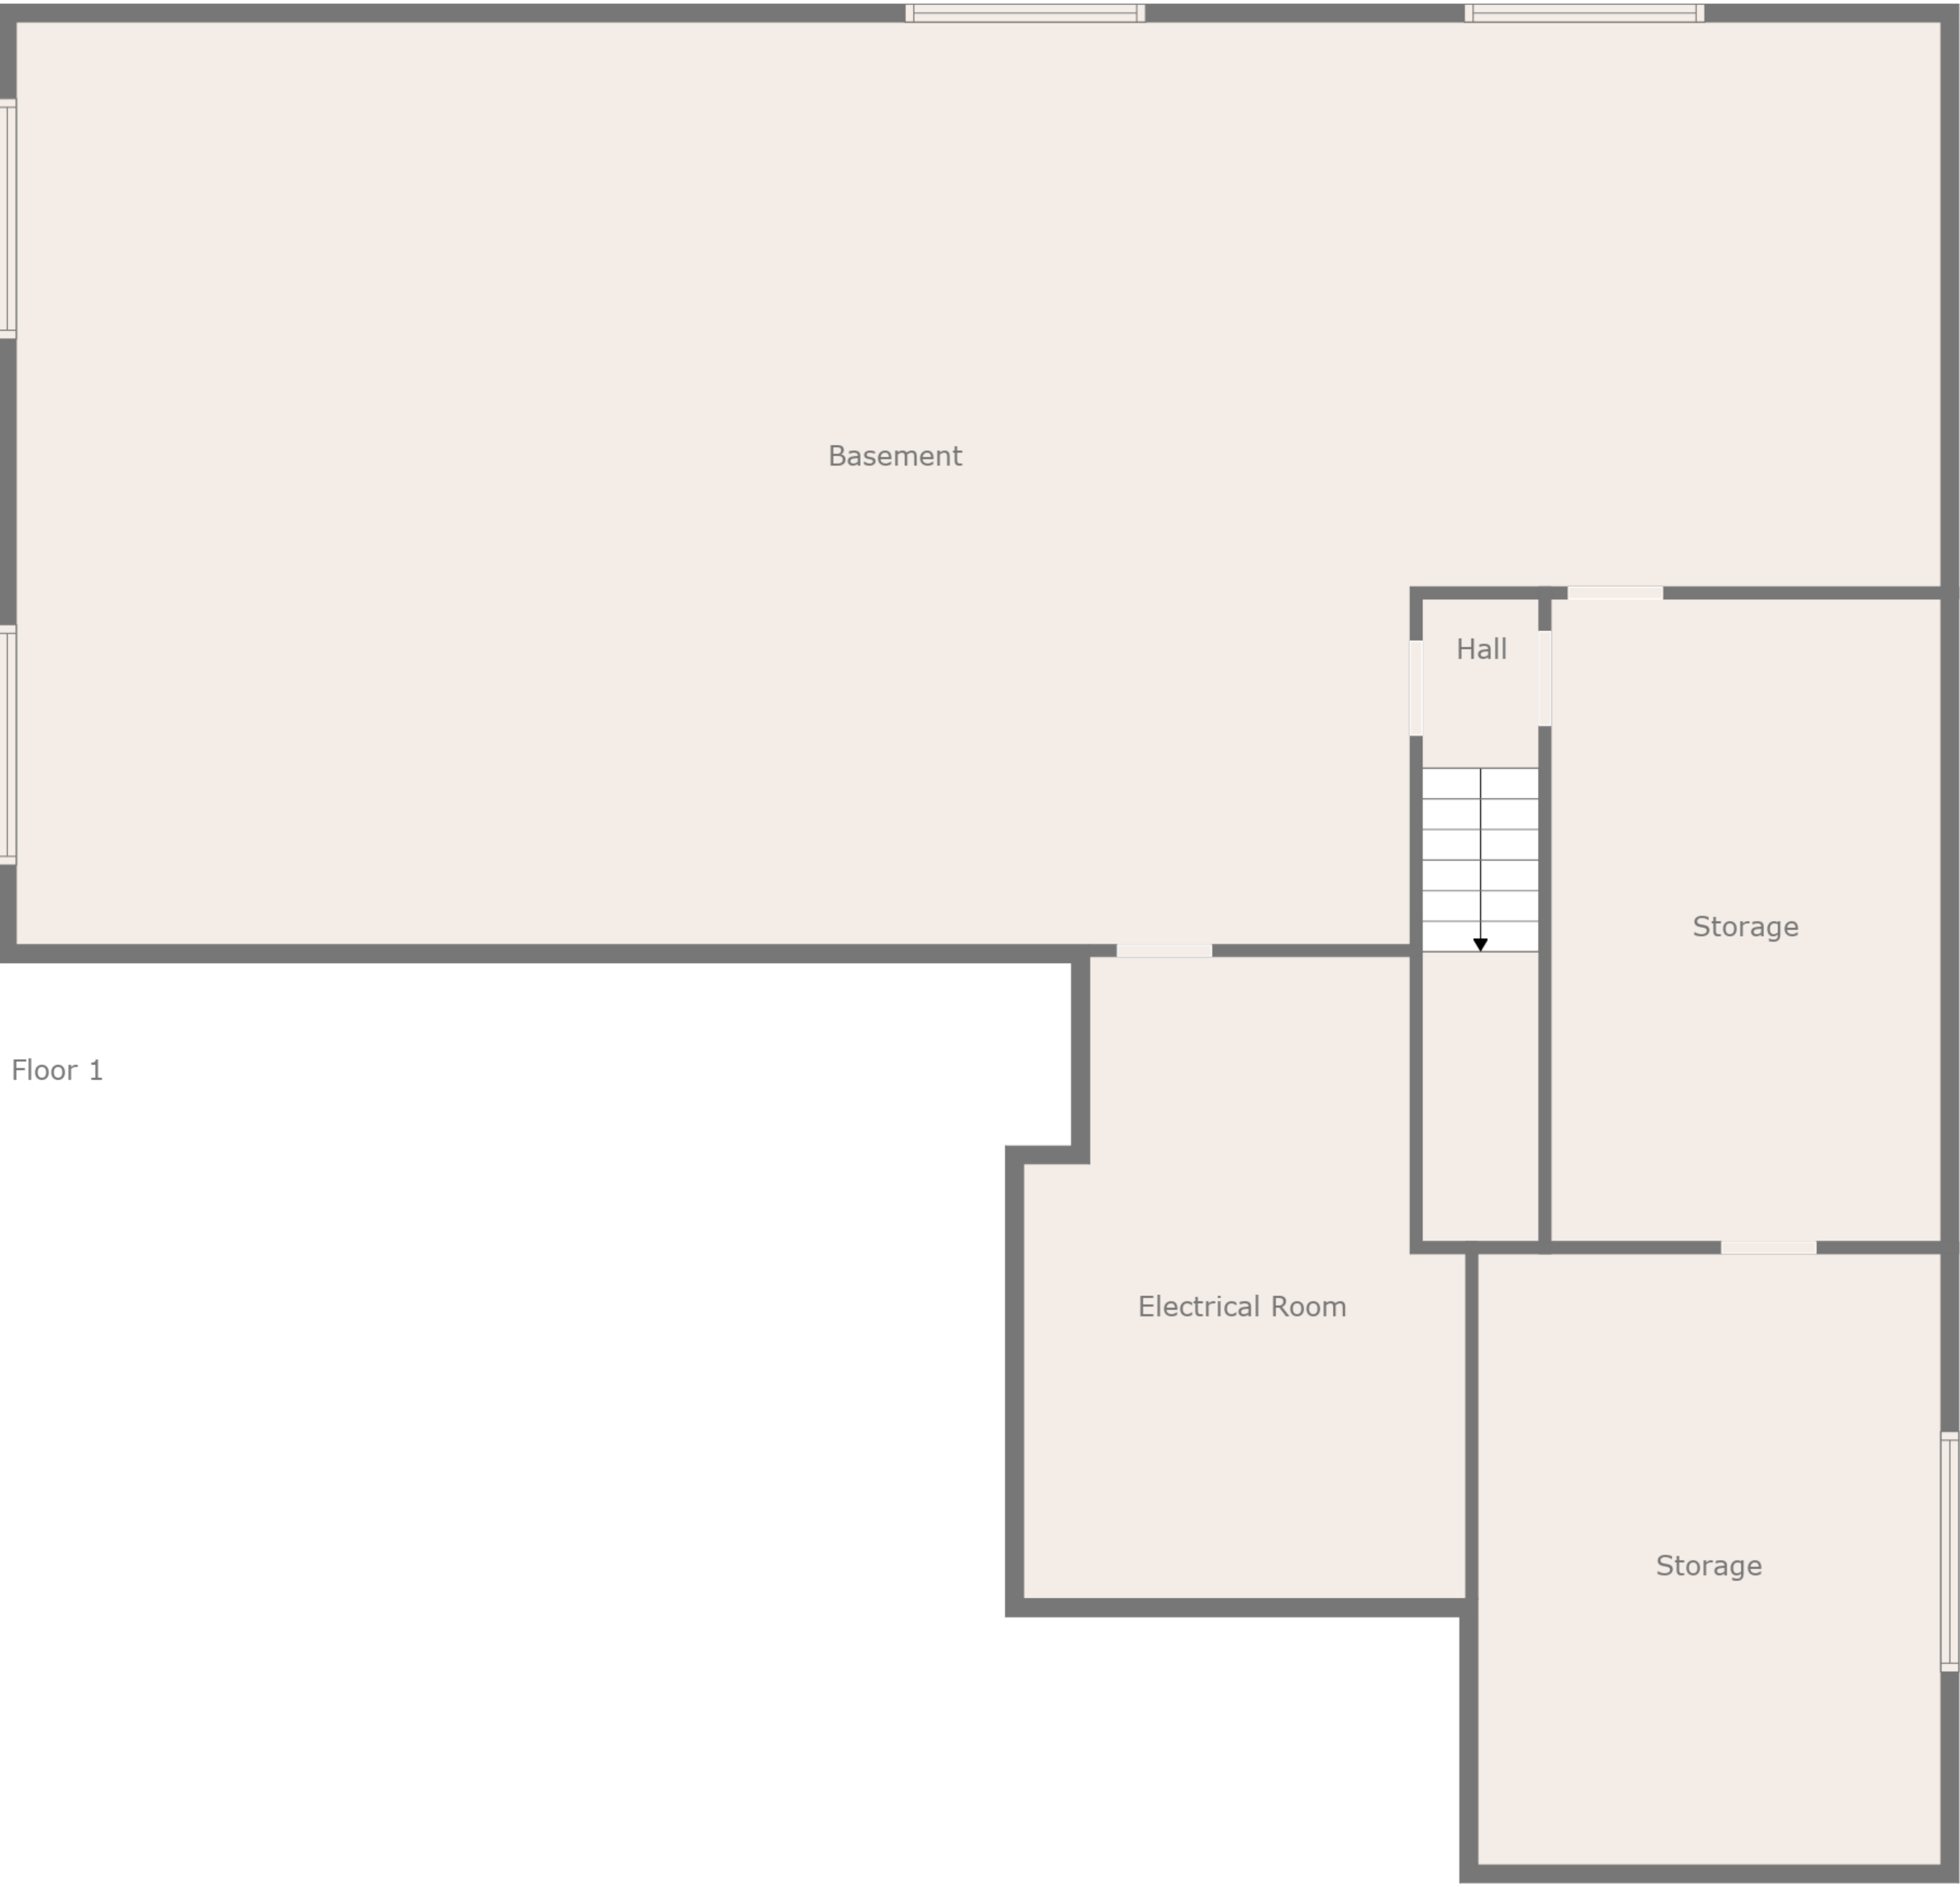 Basement
Hall
Storage
Floor 1
Electrical Room
Storage